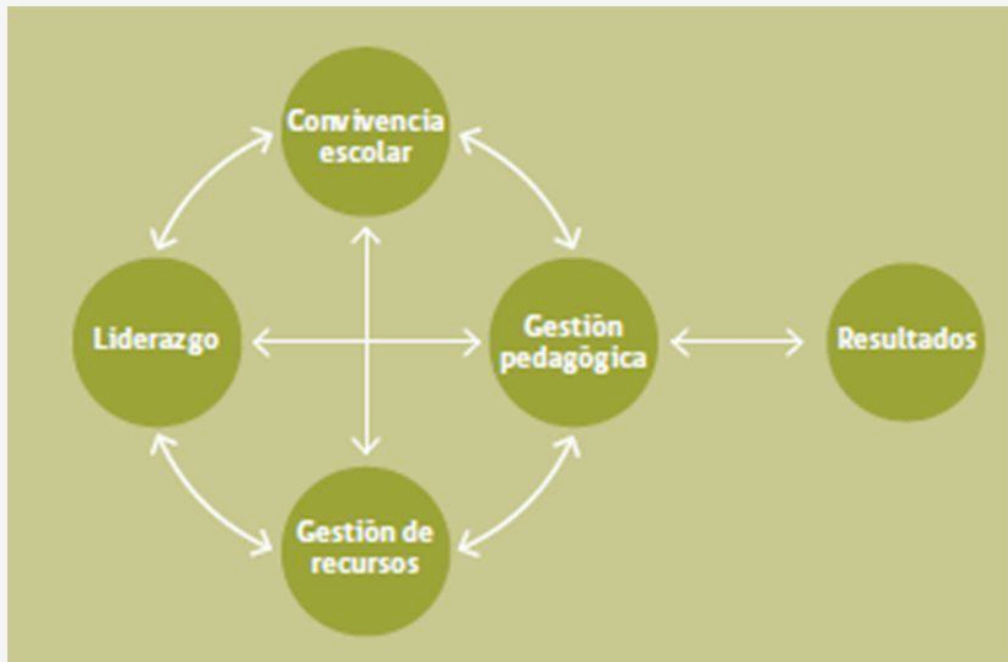 Convivencia
escolar
Liderazgo
Gestión
pedagógica
Resultados
Gestión de
recursos